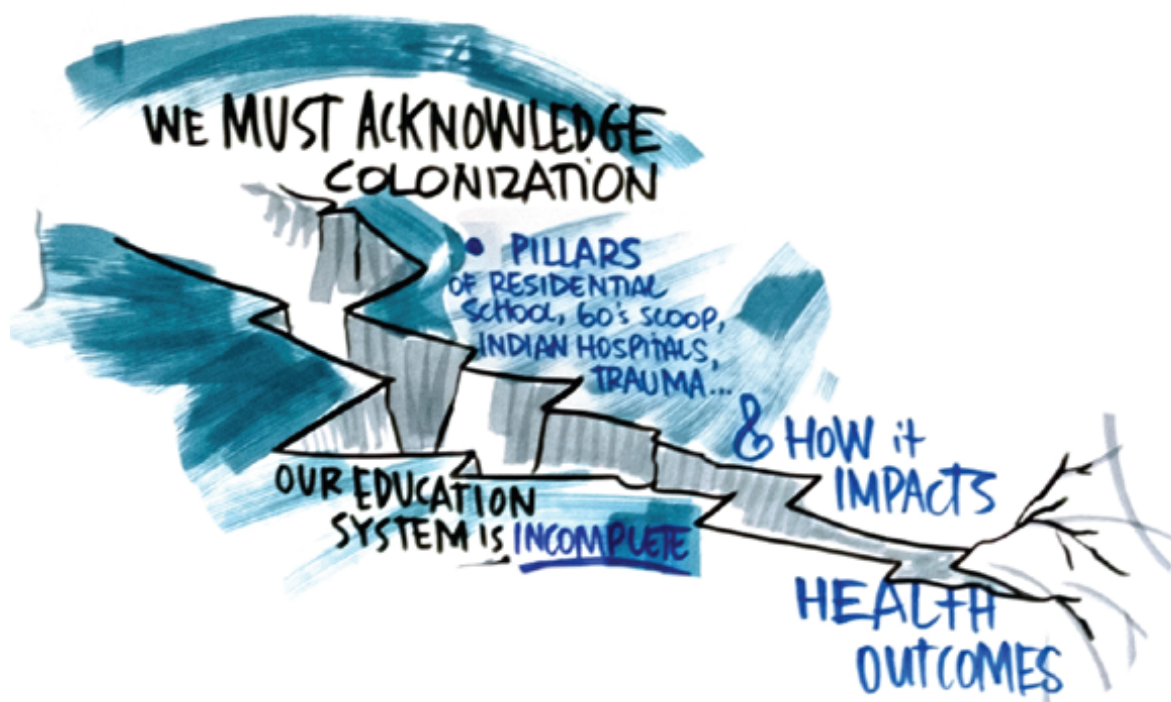 WE MUST ACKNOWLEDGE
COLONIZATION
• PILLARS
OF RESIDENTIAL
SCHOOL, 60's SCOOP,
INDIAN HOSPITALS,
TRAUMA...
& HOW it
IMPACTS
HEALTH
OUTCOMES
OUR EDUCATION
SYSTEM IS INCOMPLETE